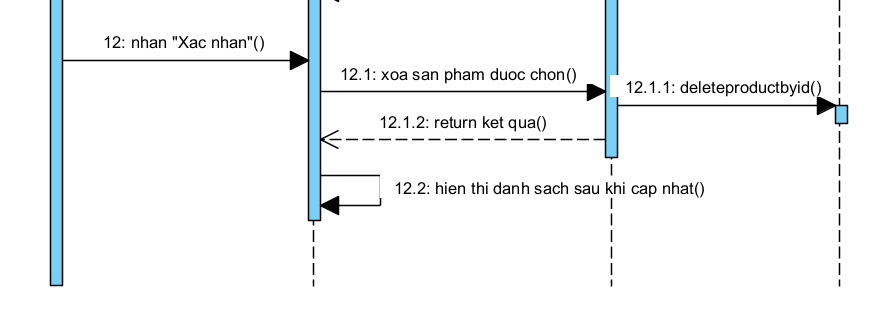 12: nhan "Xac nhan"()
12.1: xoa san pham duoc chon()
12.1.1: deleteproductbyid()
12.1.2: return ket qua()
12.2: hien thi danh sach sau khi cap nhat()